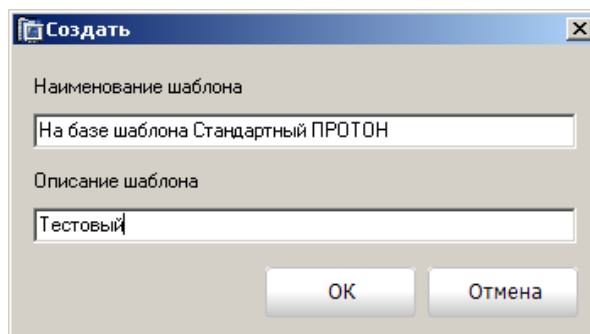 Создать
Наименование шаблона
На базе шаблона Стандартный ПРОТОН
Описание шаблона
Тестовый
ОК Отмена